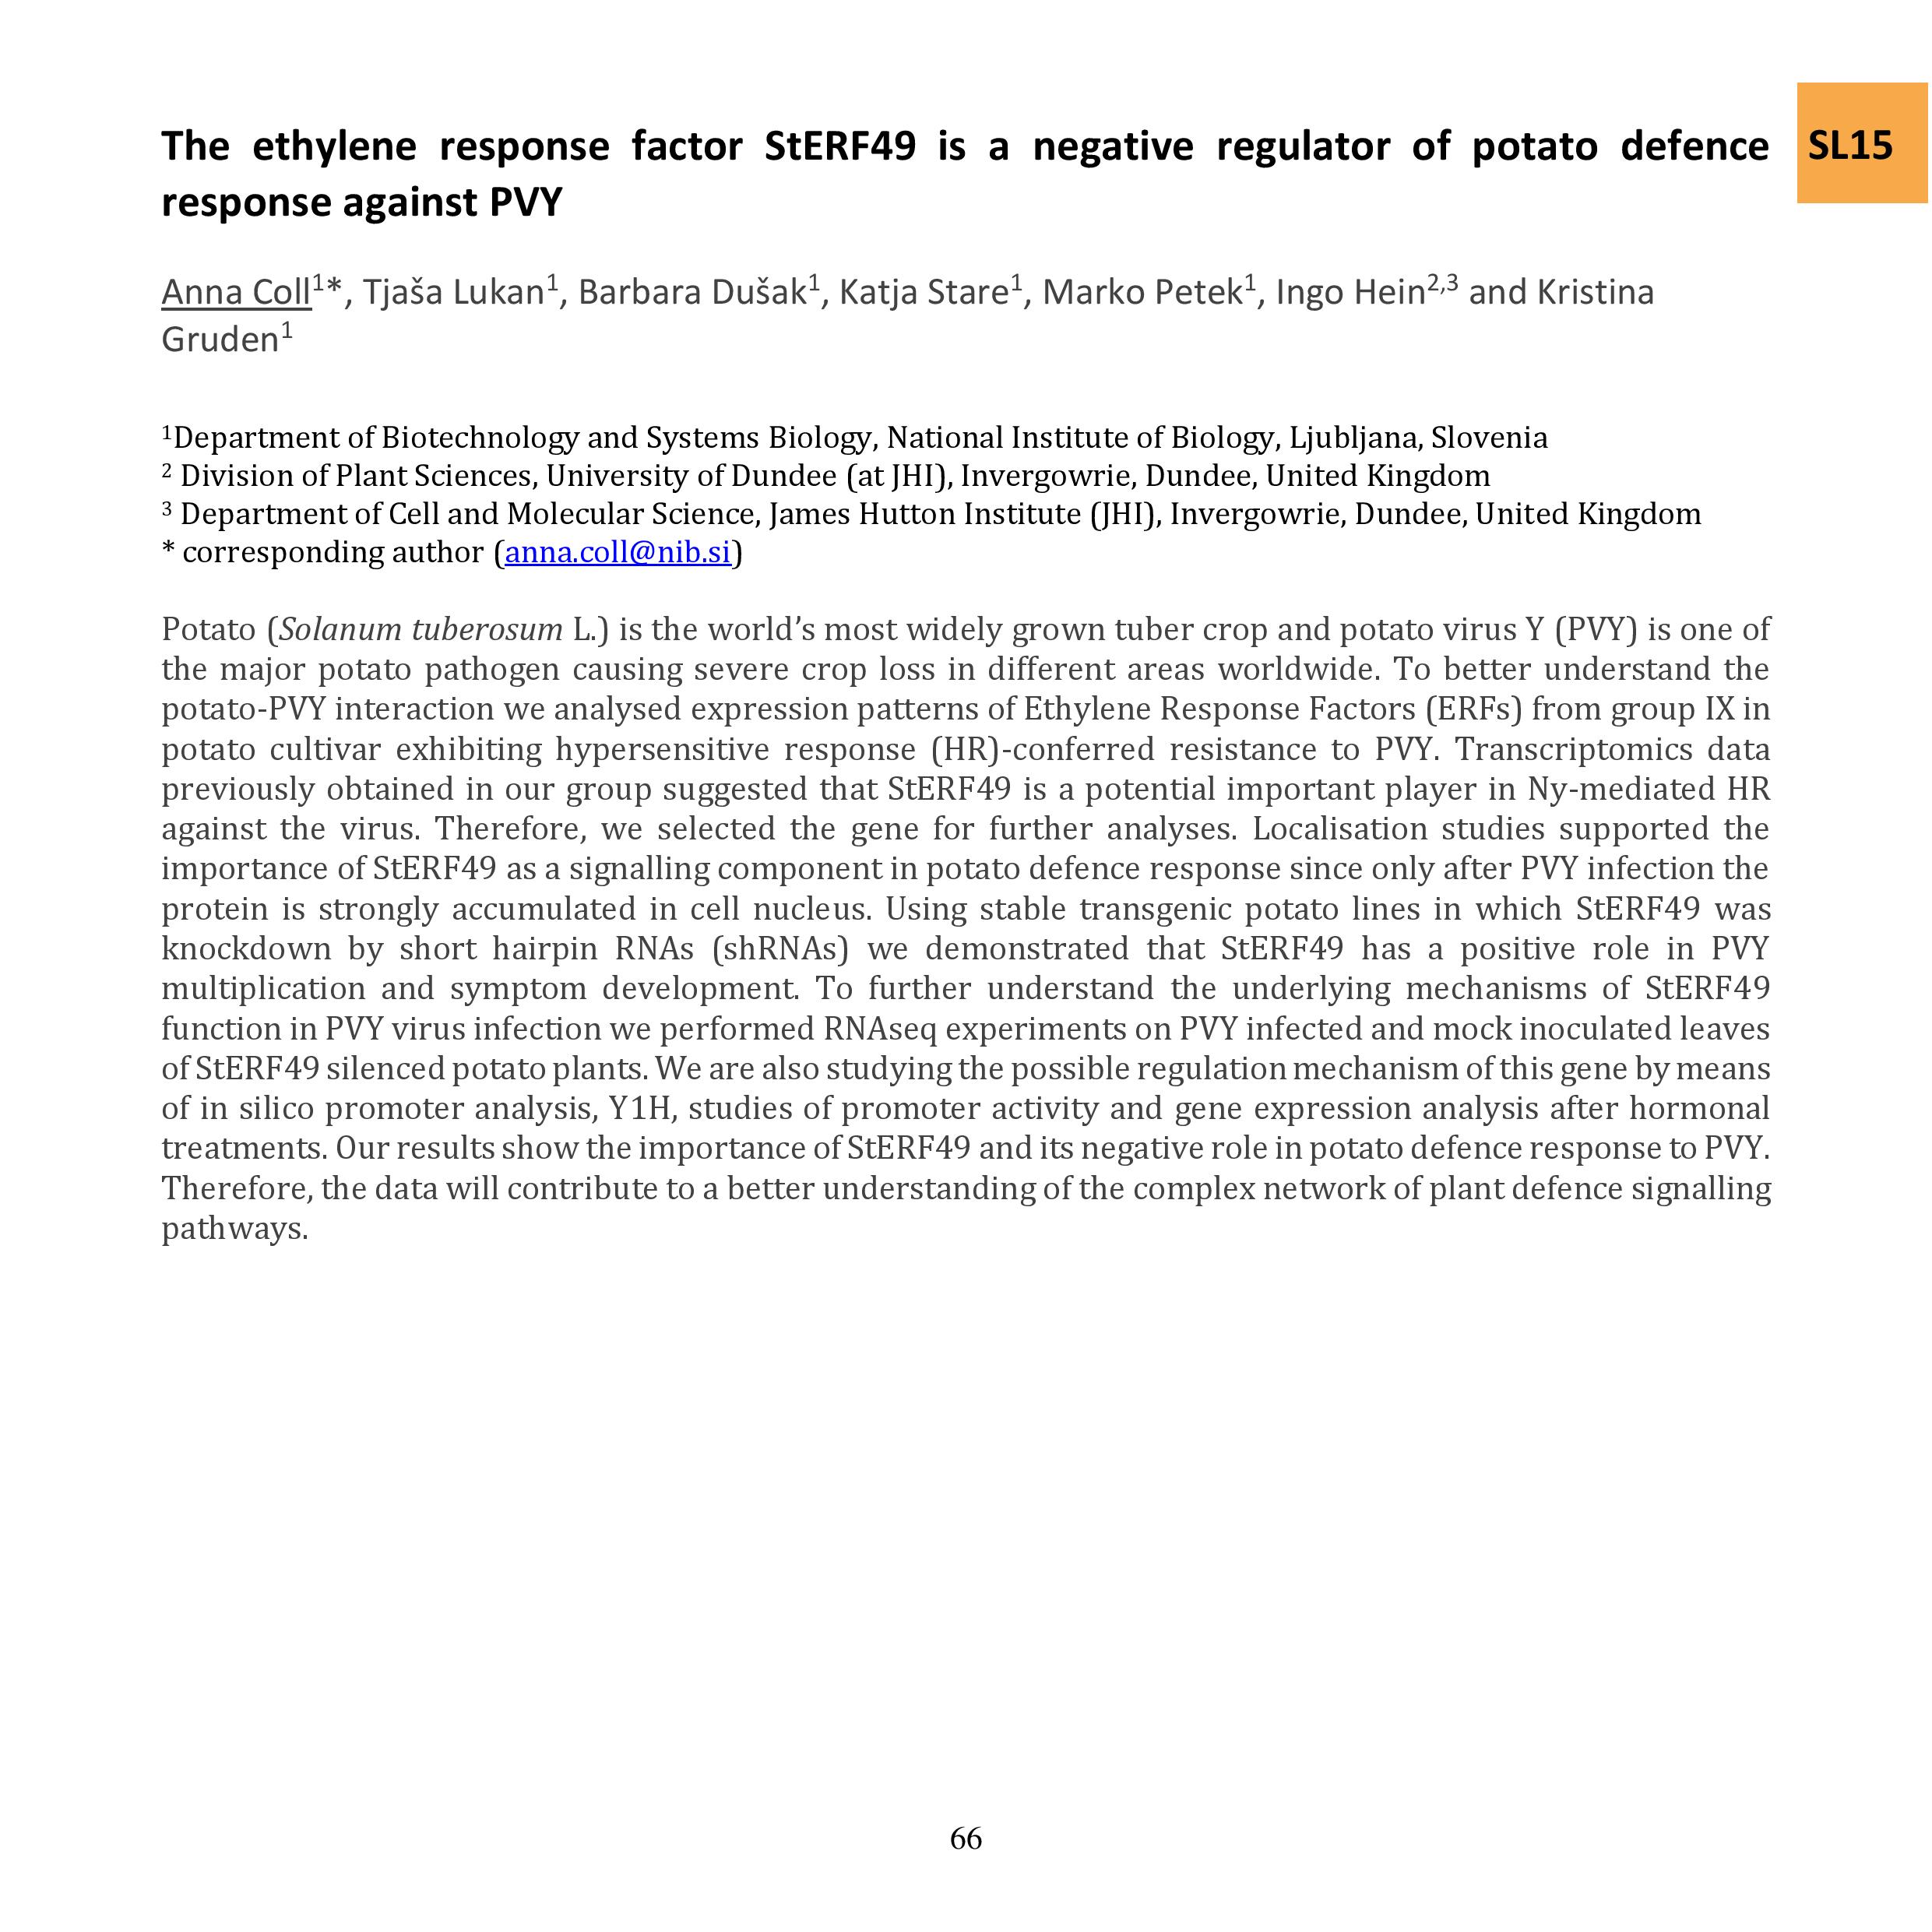 The ethylene response factor StERF49 is a negative regulator of potato defence
response against PVY
SL15
Anna Coll1*, Tjaša Lukan1, Barbara Dušak1, Katja Stare1, Marko Petek1, Ingo Hein2,3 and Kristina
Gruden1
1Department of Biotechnology and Systems Biology, National Institute of Biology, Ljubljana, Slovenia
2 Division of Plant Sciences, University of Dundee (at JHI), Invergowrie, Dundee, United Kingdom
3 Department of Cell and Molecular Science, James Hutton Institute (JHI), Invergowrie, Dundee, United Kingdom
* corresponding author (anna.coll@nib.si)
Potato (Solanum tuberosum L.) is the world’s most widely grown tuber crop and potato virus Y (PVY) is one of
the major potato pathogen causing severe crop loss in different areas worldwide. To better understand the
potato-PVY interaction we analysed expression patterns of Ethylene Response Factors (ERFs) from group IX in
potato cultivar exhibiting hypersensitive response (HR)-conferred resistance to PVY. Transcriptomics data
previously obtained in our group suggested that StERF49 is a potential important player in Ny-mediated HR
against the virus. Therefore, we selected the gene for further analyses. Localisation studies supported the
importance of StERF49 as a signalling component in potato defence response since only after PVY infection the
protein is strongly accumulated in cell nucleus. Using stable transgenic potato lines in which StERF49 was
knockdown by short hairpin RNAs (shRNAs) we demonstrated that StERF49 has a positive role in PVY
multiplication and symptom development. To further understand the underlying mechanisms of StERF49
function in PVY virus infection we performed RNAseq experiments on PVY infected and mock inoculated leaves
of StERF49 silenced potato plants. We are also studying the possible regulation mechanism of this gene by means
of in silico promoter analysis, Y1H, studies of promoter activity and gene expression analysis after hormonal
treatments. Our results show the importance of StERF49 and its negative role in potato defence response to PVY.
Therefore, the data will contribute to a better understanding of the complex network of plant defence signalling
pathways.
66